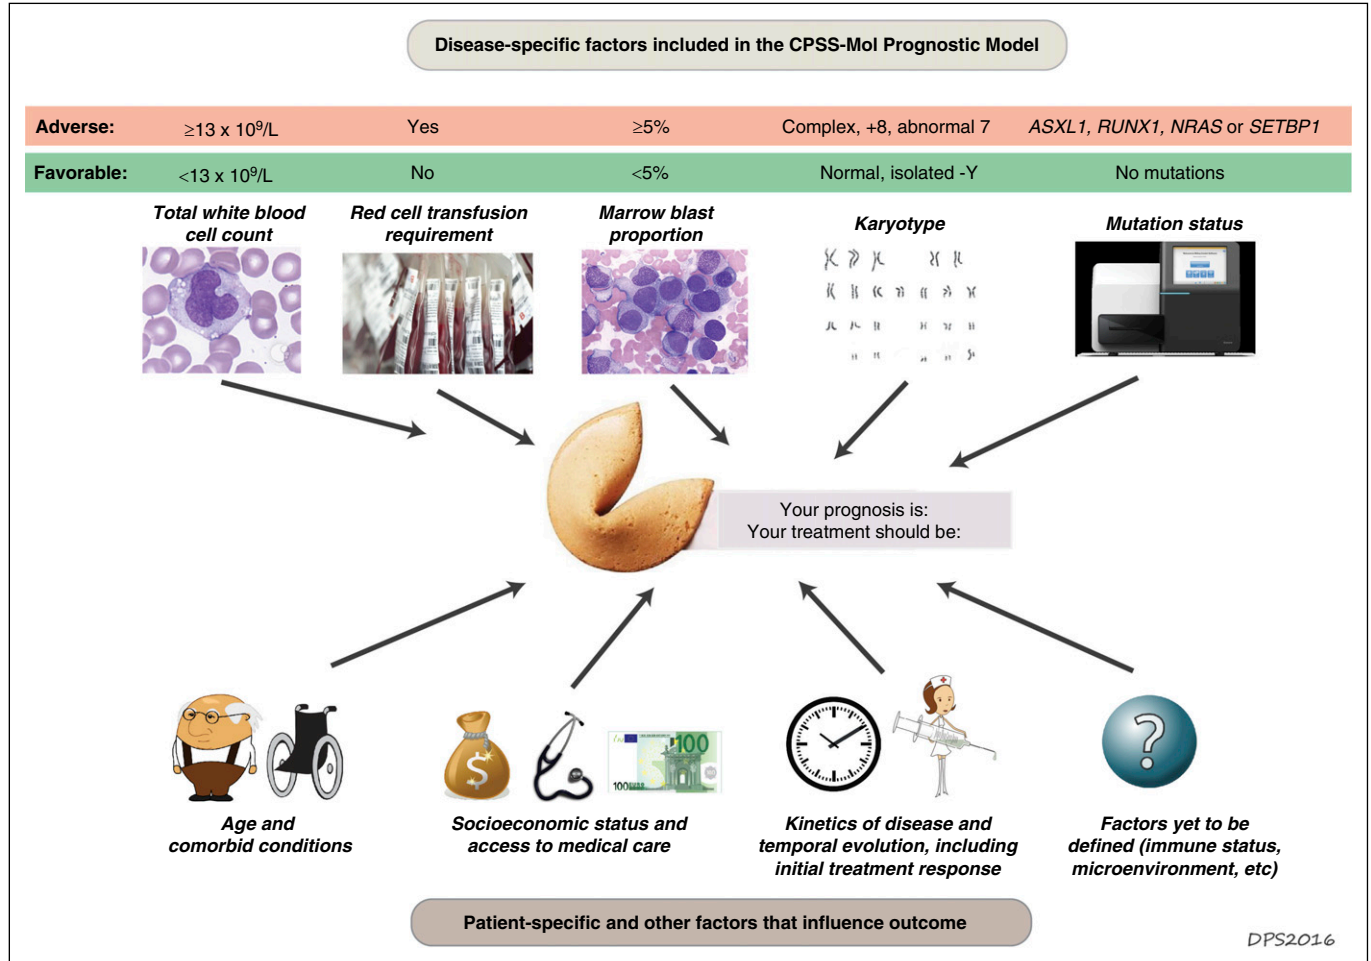 Disease-specific factors included in the CPSS-Mol Prognostic Model
Adverse: ≥13 x 10⁹/L Yes ≥5% Complex, +8, abnormal 7 ASXL1, RUNX1, NRAS or SETBP1
Favorable: <13 x 10⁹/L No <5% Normal, isolated -Y No mutations
Total white blood
cell count
Red cell transfusion
requirement
Marrow blast
proportion
Karyotype
Mutation status
Your prognosis is:
Your treatment should be:
$
100
100 EURO
?
Age and
comorbid conditions
Socioeconomic status and
access to medical care
Kinetics of disease and
temporal evolution, including
initial treatment response
Factors yet to be
defined (immune status,
microenvironment, etc)
Patient-specific and other factors that influence outcome
DPS2016